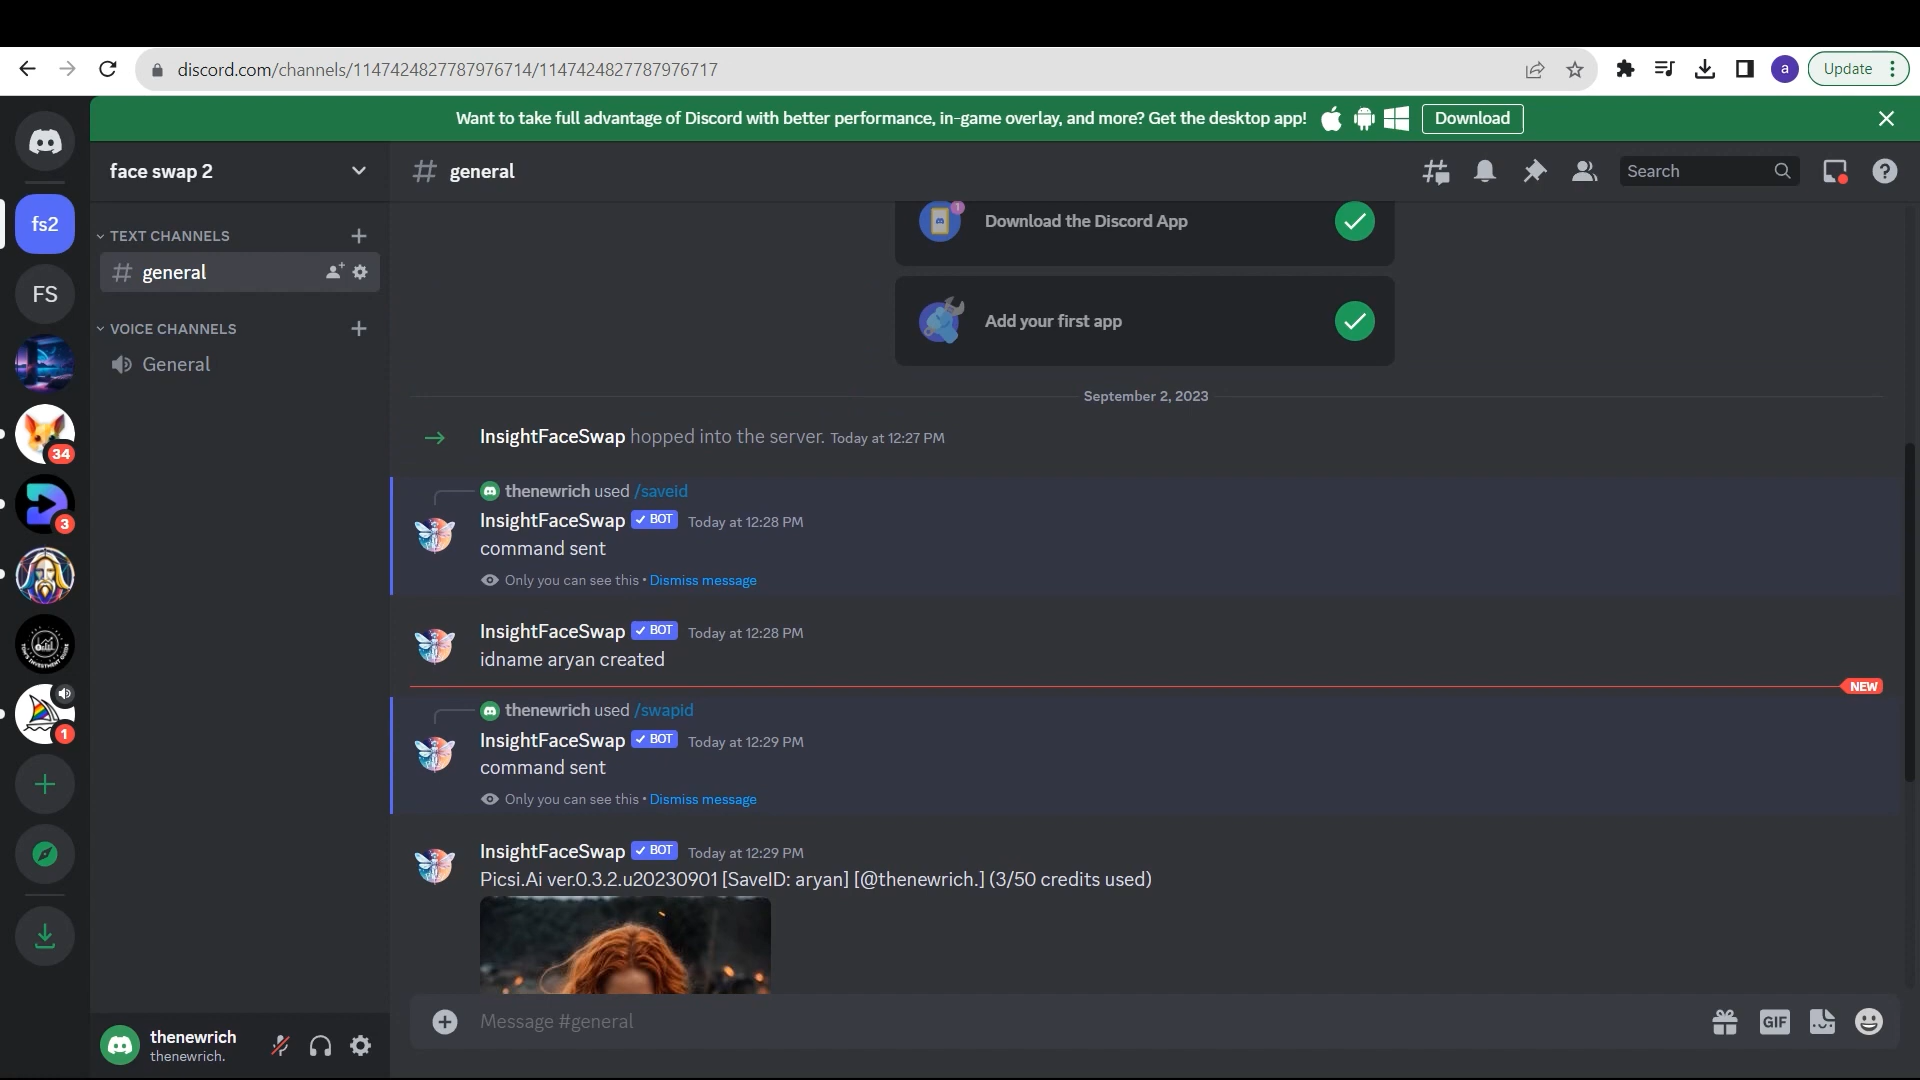 discord.com/channels/1147424827787976714/1147424827787976717
a
Update
Want to take full advantage of Discord with better performance, in-game overlay, and more? Get the desktop app!
Download
face swap 2
general
Search
fs2
TEXT CHANNELS
general
FS
VOICE CHANNELS
General
34
3
1
1
Download the Discord App
Add your first app
September 2, 2023
InsightFaceSwap hopped into the server. Today at 12:27 PM
thenewrich used /saveid
InsightFaceSwap BOT Today at 12:28 PM
command sent
Only you can see this • Dismiss message
InsightFaceSwap BOT Today at 12:28 PM
idname aryan created
NEW
thenewrich used /swapid
InsightFaceSwap BOT Today at 12:29 PM
command sent
Only you can see this • Dismiss message
InsightFaceSwap BOT Today at 12:29 PM
Picsi.Ai ver.0.3.2.u20230901 [SaveID: aryan] [@thenewrich.] (3/50 credits used)
Message #general
GIF
thenewrich
thenewrich.